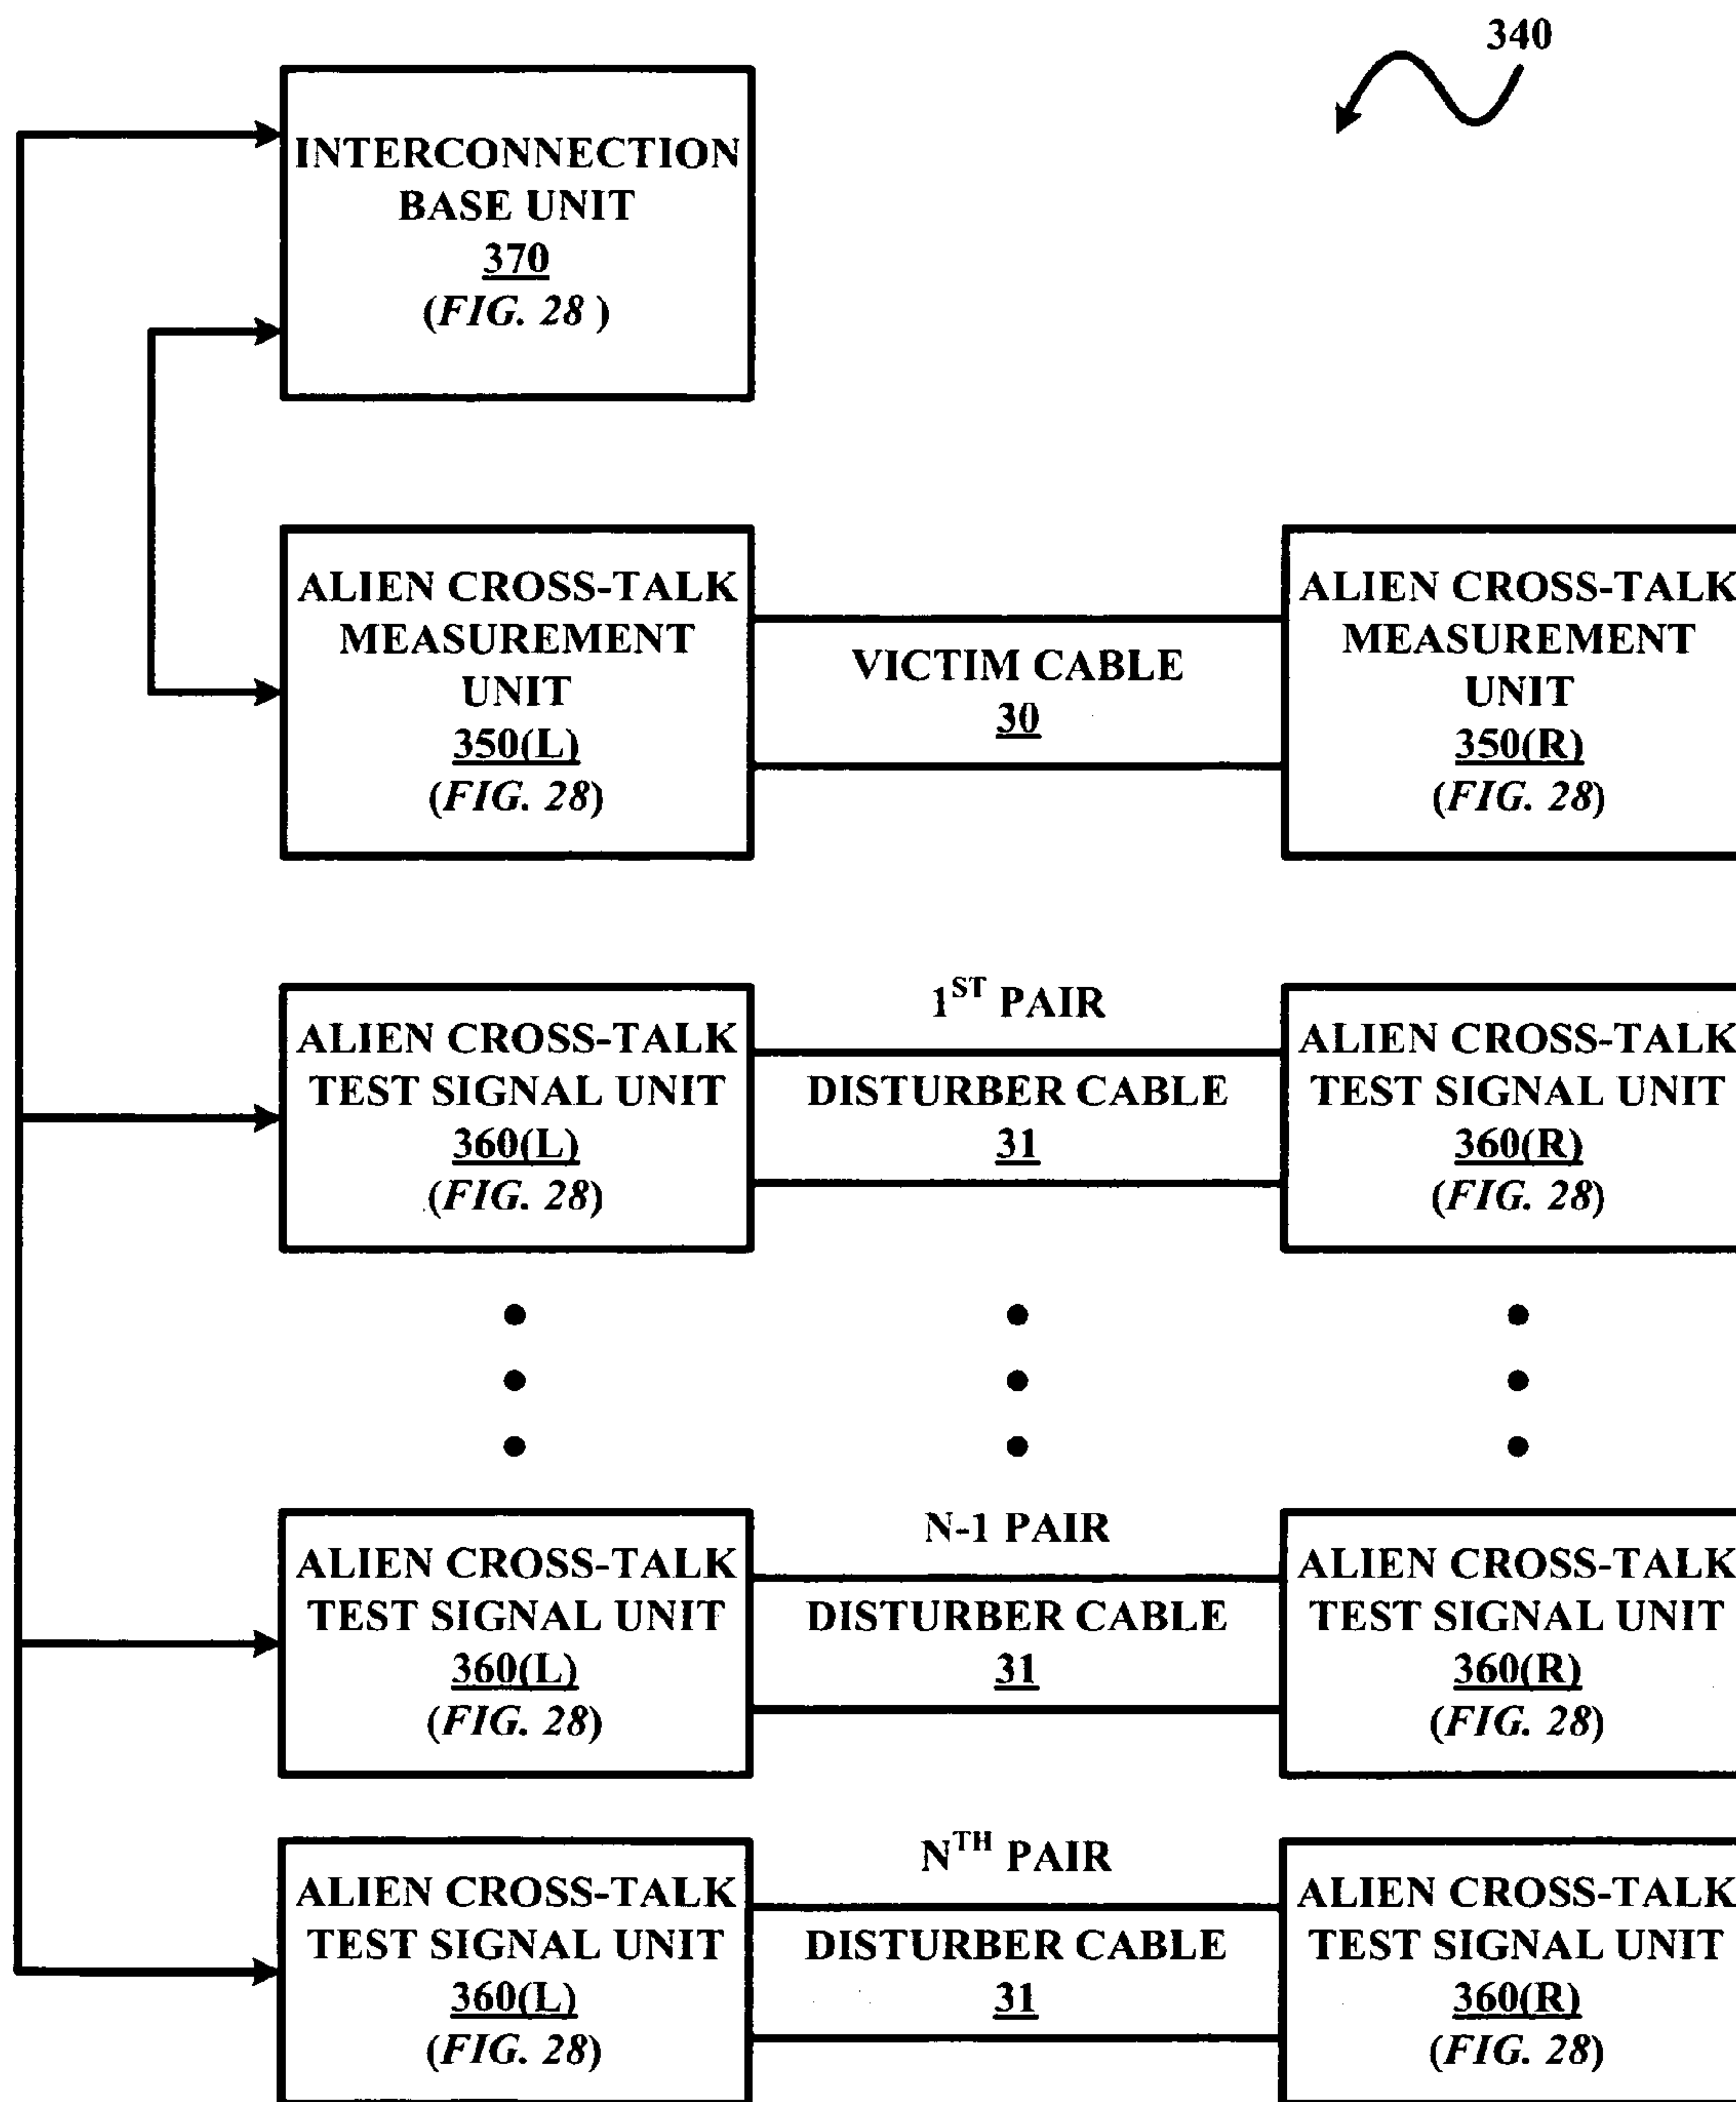 340
INTERCONNECTION
BASE UNIT
370
(FIG. 28 )
ALIEN CROSS-TALK
MEASUREMENT
UNIT
350(L)
(FIG. 28)
VICTIM CABLE
30
ALIEN CROSS-TALK
MEASUREMENT
UNIT
350(R)
(FIG. 28)
ALIEN CROSS-TALK
TEST SIGNAL UNIT
360(L)
(FIG. 28)
1ST PAIR
DISTURBER CABLE
31
ALIEN CROSS-TALK
TEST SIGNAL UNIT
360(R)
(FIG. 28)
ALIEN CROSS-TALK
TEST SIGNAL UNIT
360(L)
(FIG. 28)
N-1 PAIR
DISTURBER CABLE
31
ALIEN CROSS-TALK
TEST SIGNAL UNIT
360(R)
(FIG. 28)
ALIEN CROSS-TALK
TEST SIGNAL UNIT
360(L)
(FIG. 28)
NTH PAIR
DISTURBER CABLE
31
ALIEN CROSS-TALK
TEST SIGNAL UNIT
360(R)
(FIG. 28)